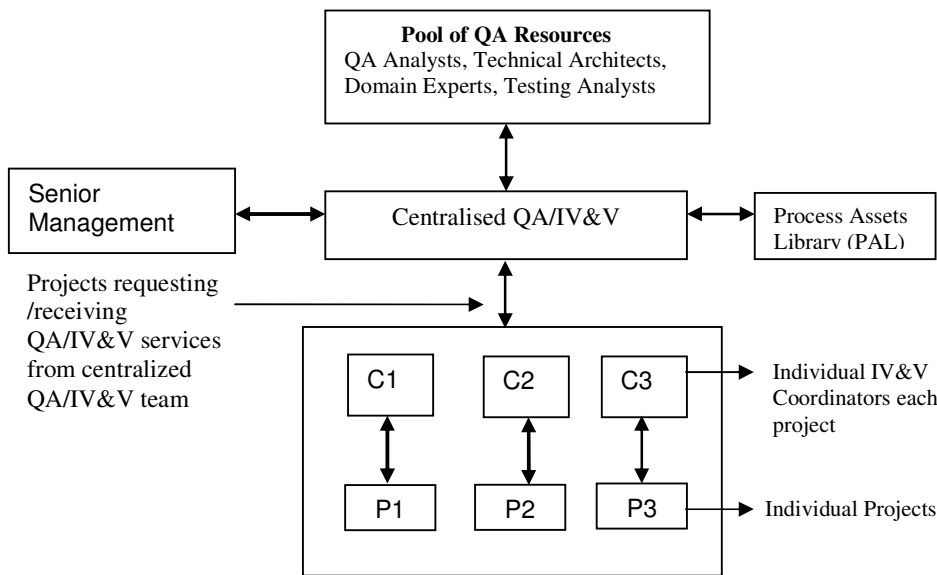 Pool of QA Resources
QA Analysts, Technical Architects,
Domain Experts, Testing Analysts
Senior
Management
Centralised QA/IV&V
Process Assets
Library (PAL)
Projects requesting
/receiving
QA/IV&V services
from centralized
QA/IV&V team
C1
C2
C3
Individual IV&V
Coordinators each
project
P1
P2
P3
Individual Projects